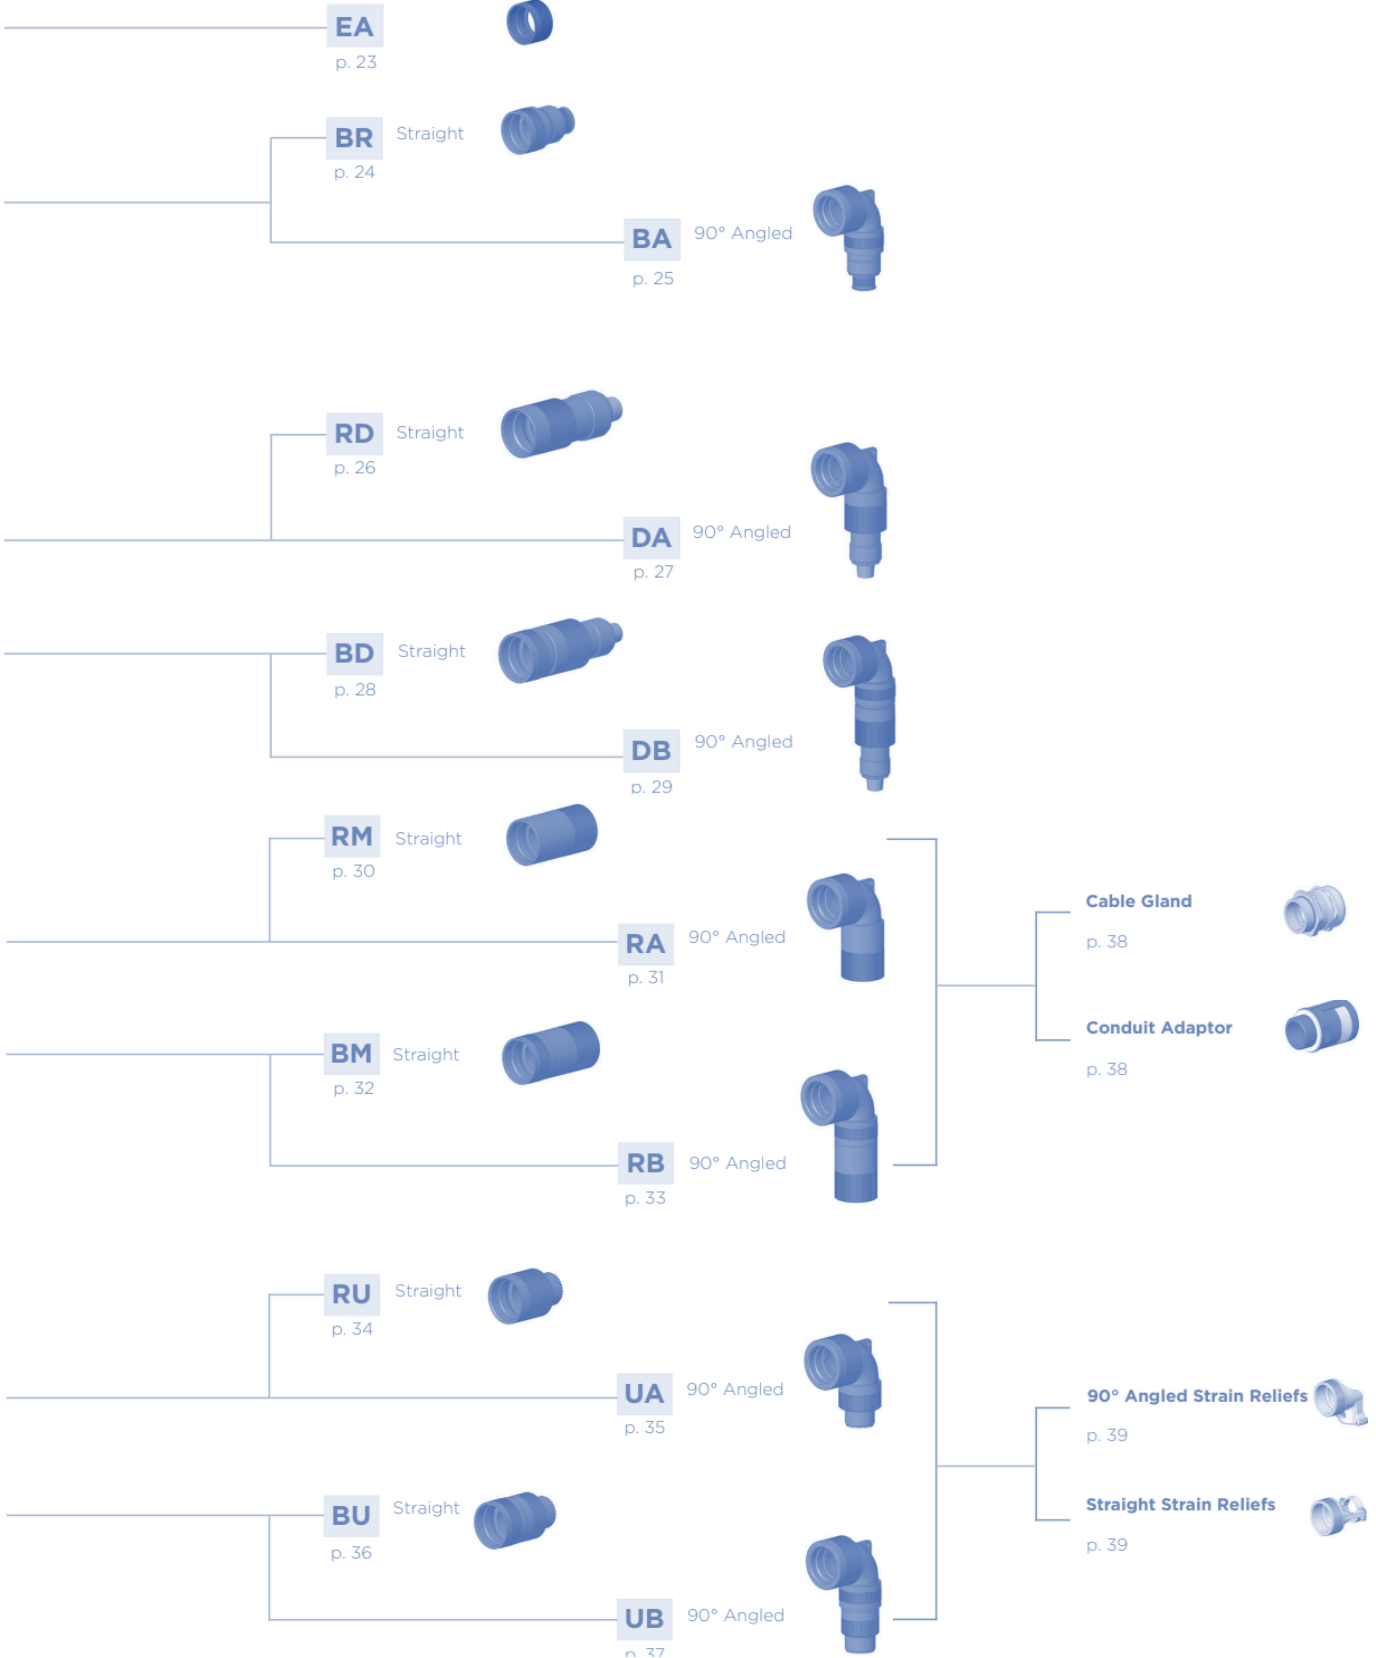 EA
p. 23
BR Straight
p. 24
BA 90° Angled
p. 25
RD Straight
p. 26
DA 90° Angled
p. 27
BD Straight
p. 28
DB 90° Angled
p. 29
RM Straight
p. 30
Cable Gland
RA 90° Angled
p. 38
p. 31
Conduit Adaptor
BM Straight
p. 38
p. 32
RB 90° Angled
p. 33
RU Straight
p. 34
UA 90° Angled
90° Angled Strain Reliefs
p. 35
p. 39
BU Straight
Straight Strain Reliefs
p. 36
p. 39
UB 90° Angled
p. 37